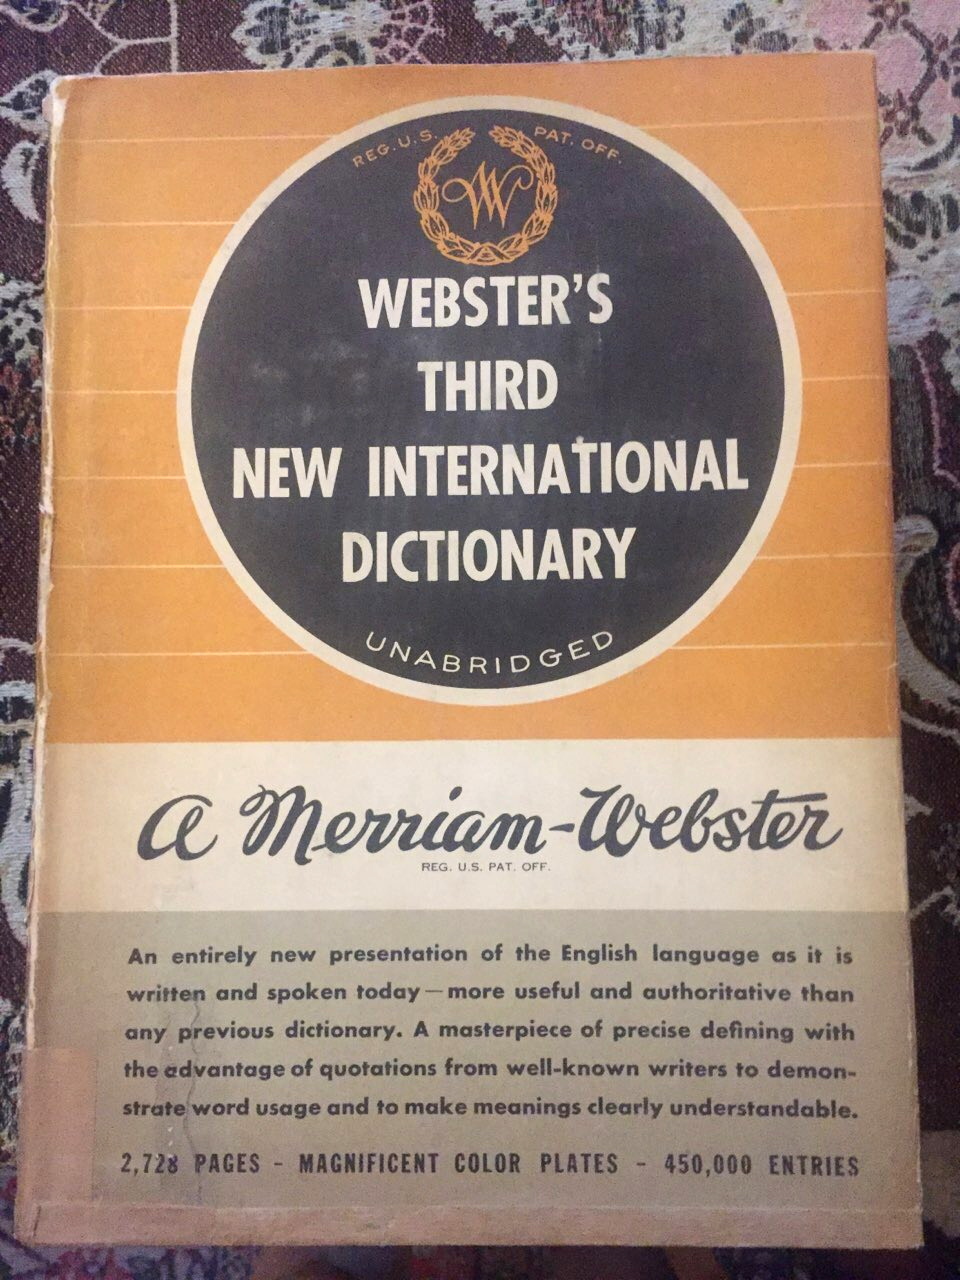 REG. U.S. PAT. OFF.
W
WEBSTER'S
THIRD
NEW INTERNATIONAL
DICTIONARY
UNABRIDGED
a Merriam-Webster
REG. U.S. PAT. OFF.
An entirely new presentation of the English language as it is
written and spoken today—more useful and authoritative than
any previous dictionary. A masterpiece of precise defining with
the advantage of quotations from well-known writers to demon-
strate word usage and to make meanings clearly understandable.
2,728 PAGES - MAGNIFICENT COLOR PLATES - 450,000 ENTRIES